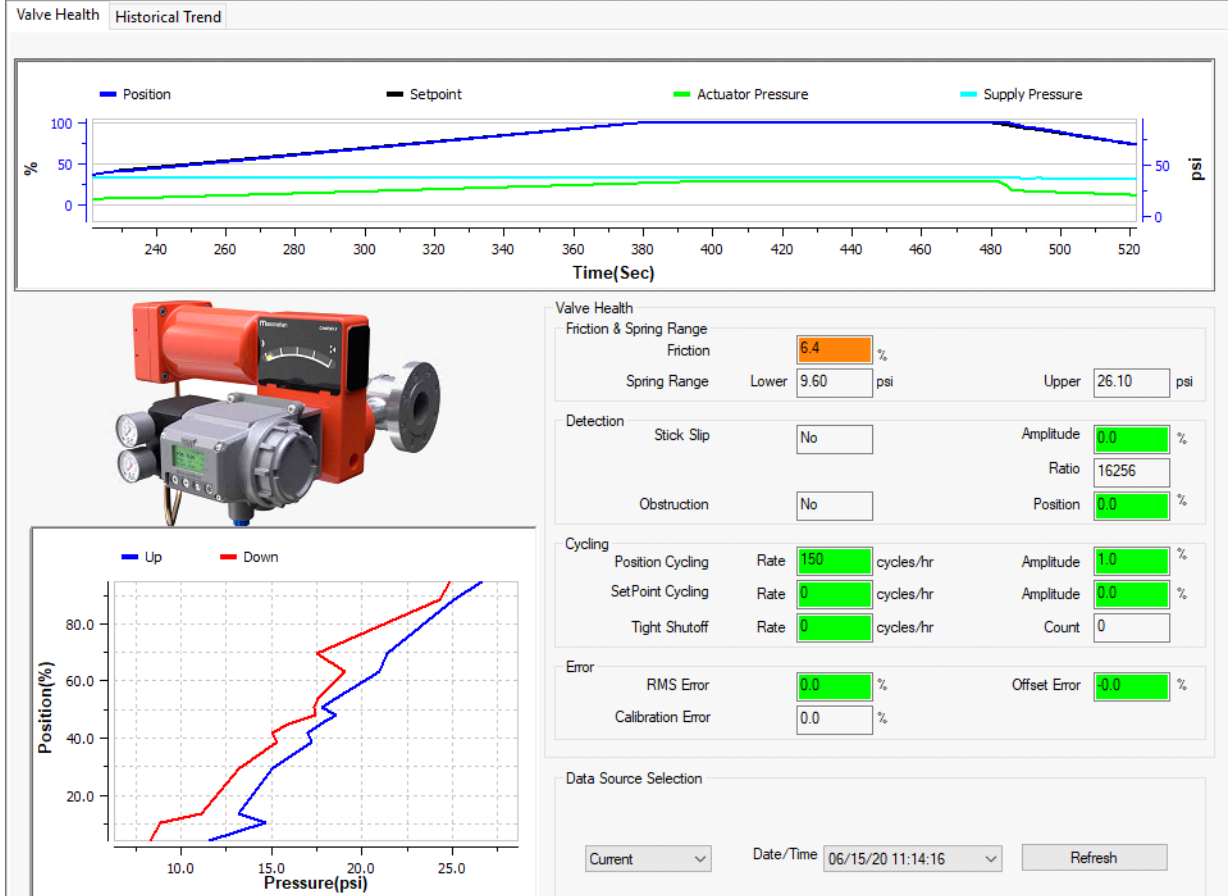 Valve Health Historical Trend
Position Setpoint Actuator Pressure Supply Pressure
100
50
0
%
50
0
psi
240 260 280 300 320 340 360 380 400 420 440 460 480 500 520
Time(Sec)
Masoneilan
Valve Health
Friction & Spring Range
Friction 6.4 %
Spring Range Lower 9.60 psi Upper 26.10 psi
Detection
Stick Slip No Amplitude 0.0 %
Ratio 16256
Obstruction No Position 0.0 %
Cycling
Position Cycling Rate 150 cycles/hr Amplitude 1.0 %
SetPoint Cycling Rate 0 cycles/hr Amplitude 0.0 %
Tight Shutoff Rate 0 cycles/hr Count 0
Error
RMS Error 0.0 % Offset Error -0.0 %
Calibration Error 0.0 %
Up Down
80.0
60.0
40.0
20.0
Position(%)
10.0 15.0 20.0 25.0
Pressure(psi)
Data Source Selection
Current Date/Time 06/15/20 11:14:16 Refresh